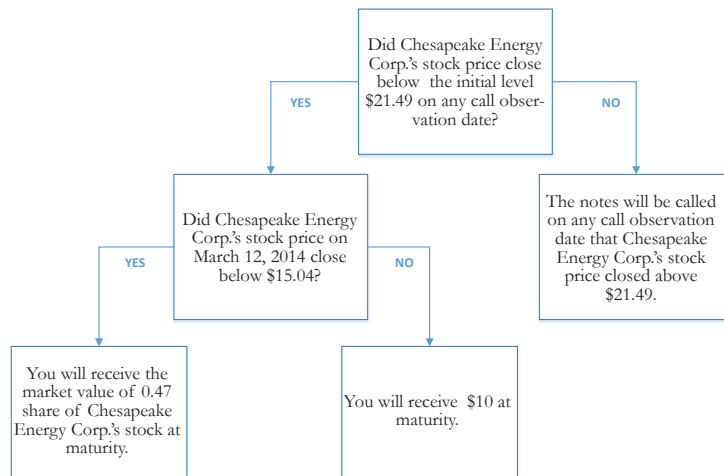 Did Chesapeake Energy
Corp.'s stock price close
below the initial level
$21.49 on any call obser-
vation date?
YES
NO
Did Chesapeake Energy
Corp.'s stock price on
March 12, 2014 close
below $15.04?
The notes will be called
on any call observation
date that Chesapeake
Energy Corp.'s stock
price closed above
$21.49.
YES
NO
You will receive the
market value of 0.47
share of Chesapeake
Energy Corp.'s stock at
maturity.
You will receive $10 at
maturity.